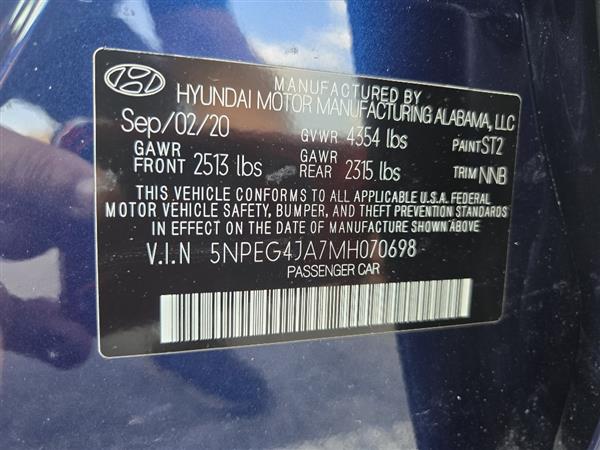 MANUFACTURED BY
HYUNDAI MOTOR MANUFACTURING ALABAMA, LLC
Sep/02/20 GVWR 4354 lbs PAINT ST2
GAWR FRONT 2513 lbs GAWR REAR 2315 lbs TRIM NNB
THIS VEHICLE CONFORMS TO ALL APPLICABLE U.S.A. FEDERAL
MOTOR VEHICLE SAFETY, BUMPER, AND THEFT PREVENTION STANDARDS
IN EFFECT ON THE DATE OF MANUFACTURE SHOWN ABOVE.
V.I.N 5NPEG4JA7MH070698
PASSENGER CAR